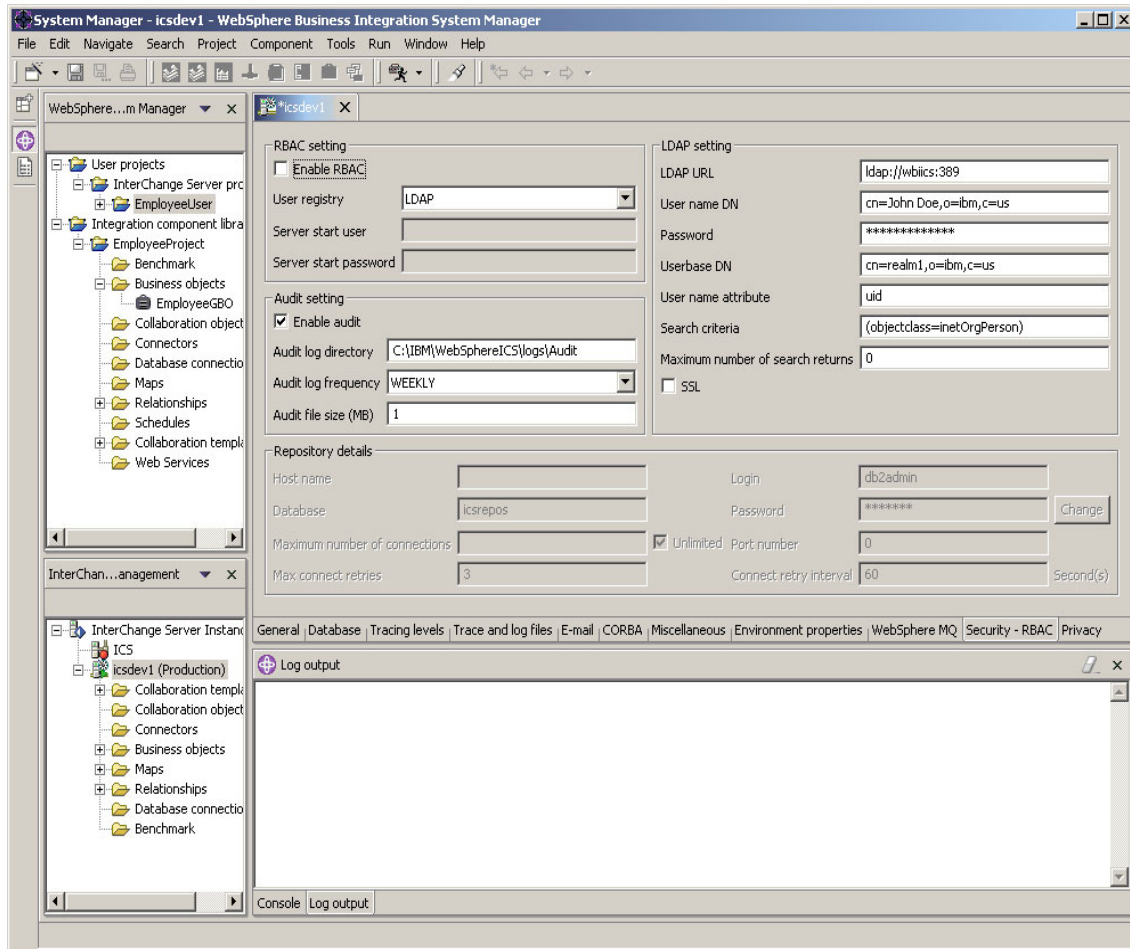 System Manager - icsdev1 - WebSphere Business Integration System Manager
File Edit Navigate Search Project Component Tools Run Window Help
WebSphere...m Manager
User projects
InterChange Server pro
EmployeeUser
Integration component libra
EmployeeProject
Benchmark
Business objects
EmployeeGBO
Collaboration object
Connectors
Database connectio
Maps
Relationships
Schedules
Collaboration templa
Web Services
InterChan...anagement
InterChange Server Instanc
ICS
icsdev1 (Production)
Collaboration templa
Collaboration object
Connectors
Business objects
Maps
Relationships
Database connectio
Benchmark
*icsdev1
RBAC setting
Enable RBAC
User registry LDAP
Server start user
Server start password
Audit setting
Enable audit
Audit log directory C:\IBM\WebSphereICS\logs\Audit
Audit log frequency WEEKLY
Audit file size (MB) 1
LDAP setting
LDAP URL ldap://wbiics:389
User name DN cn=John Doe,o=ibm,c=us
Password *************
Userbase DN cn=realm1,o=ibm,c=us
User name attribute uid
Search criteria (objectclass=inetOrgPerson)
Maximum number of search returns 0
SSL
Repository details
Host name Login db2admin
Database icsrepos Password ******* Change
Maximum number of connections Unlimited Port number 0
Max connect retries 3 Connect retry interval 60 Second(s)
General Database Tracing levels Trace and log files E-mail CORBA Miscellaneous Environment properties WebSphere MQ Security - RBAC Privacy
Log output
Console Log output